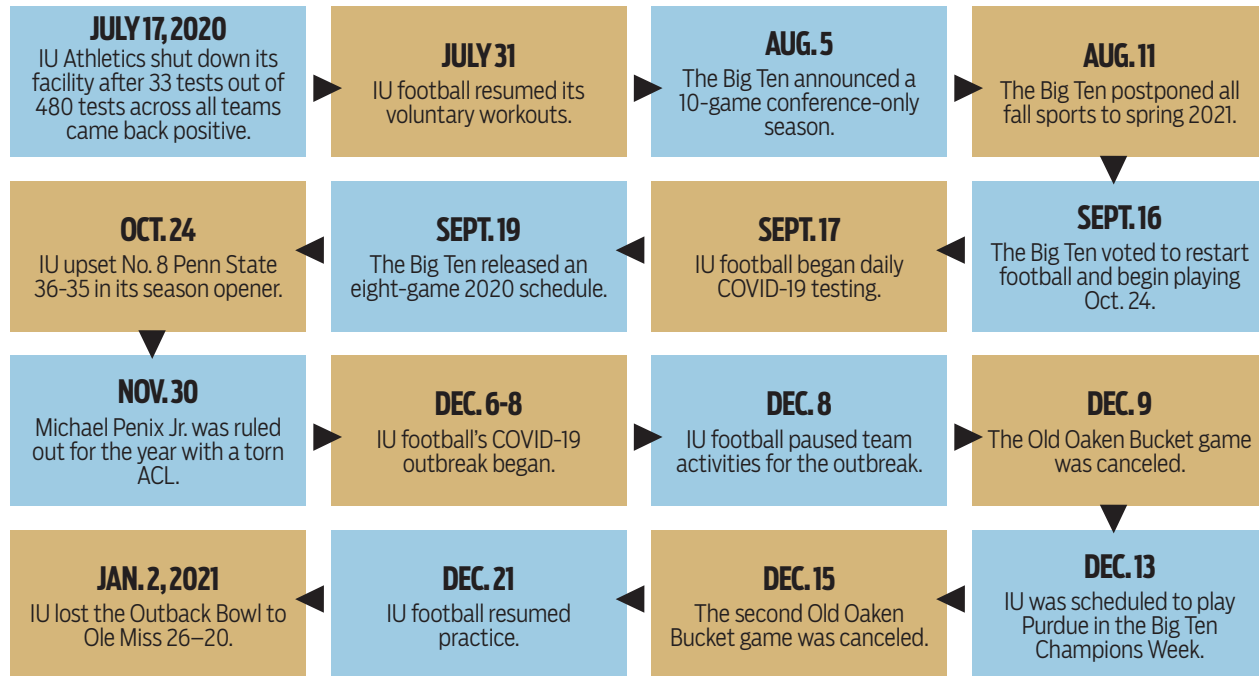 JULY 17, 2020
IU Athletics shut down its
facility after 33 tests out of
480 tests across all teams
came back positive.
JULY 31
IU football resumed its
voluntary workouts.
AUG. 5
The Big Ten announced a
10-game conference-only
season.
AUG. 11
The Big Ten postponed all
fall sports to spring 2021.
SEPT. 16
The Big Ten voted to restart
football and begin playing
Oct. 24.
SEPT. 17
IU football began daily
COVID-19 testing.
SEPT. 19
The Big Ten released an
eight-game 2020 schedule.
OCT. 24
IU upset No. 8 Penn State
36-35 in its season opener.
NOV. 30
Michael Penix Jr. was ruled
out for the year with a torn
ACL.
DEC. 6-8
IU football's COVID-19
outbreak began.
DEC. 8
IU football paused team
activities for the outbreak.
DEC. 9
The Old Oaken Bucket game
was canceled.
DEC. 13
IU was scheduled to play
Purdue in the Big Ten
Champions Week.
DEC. 15
The second Old Oaken
Bucket game was canceled.
DEC. 21
IU football resumed
practice.
JAN. 2, 2021
IU lost the Outback Bowl to
Ole Miss 26–20.